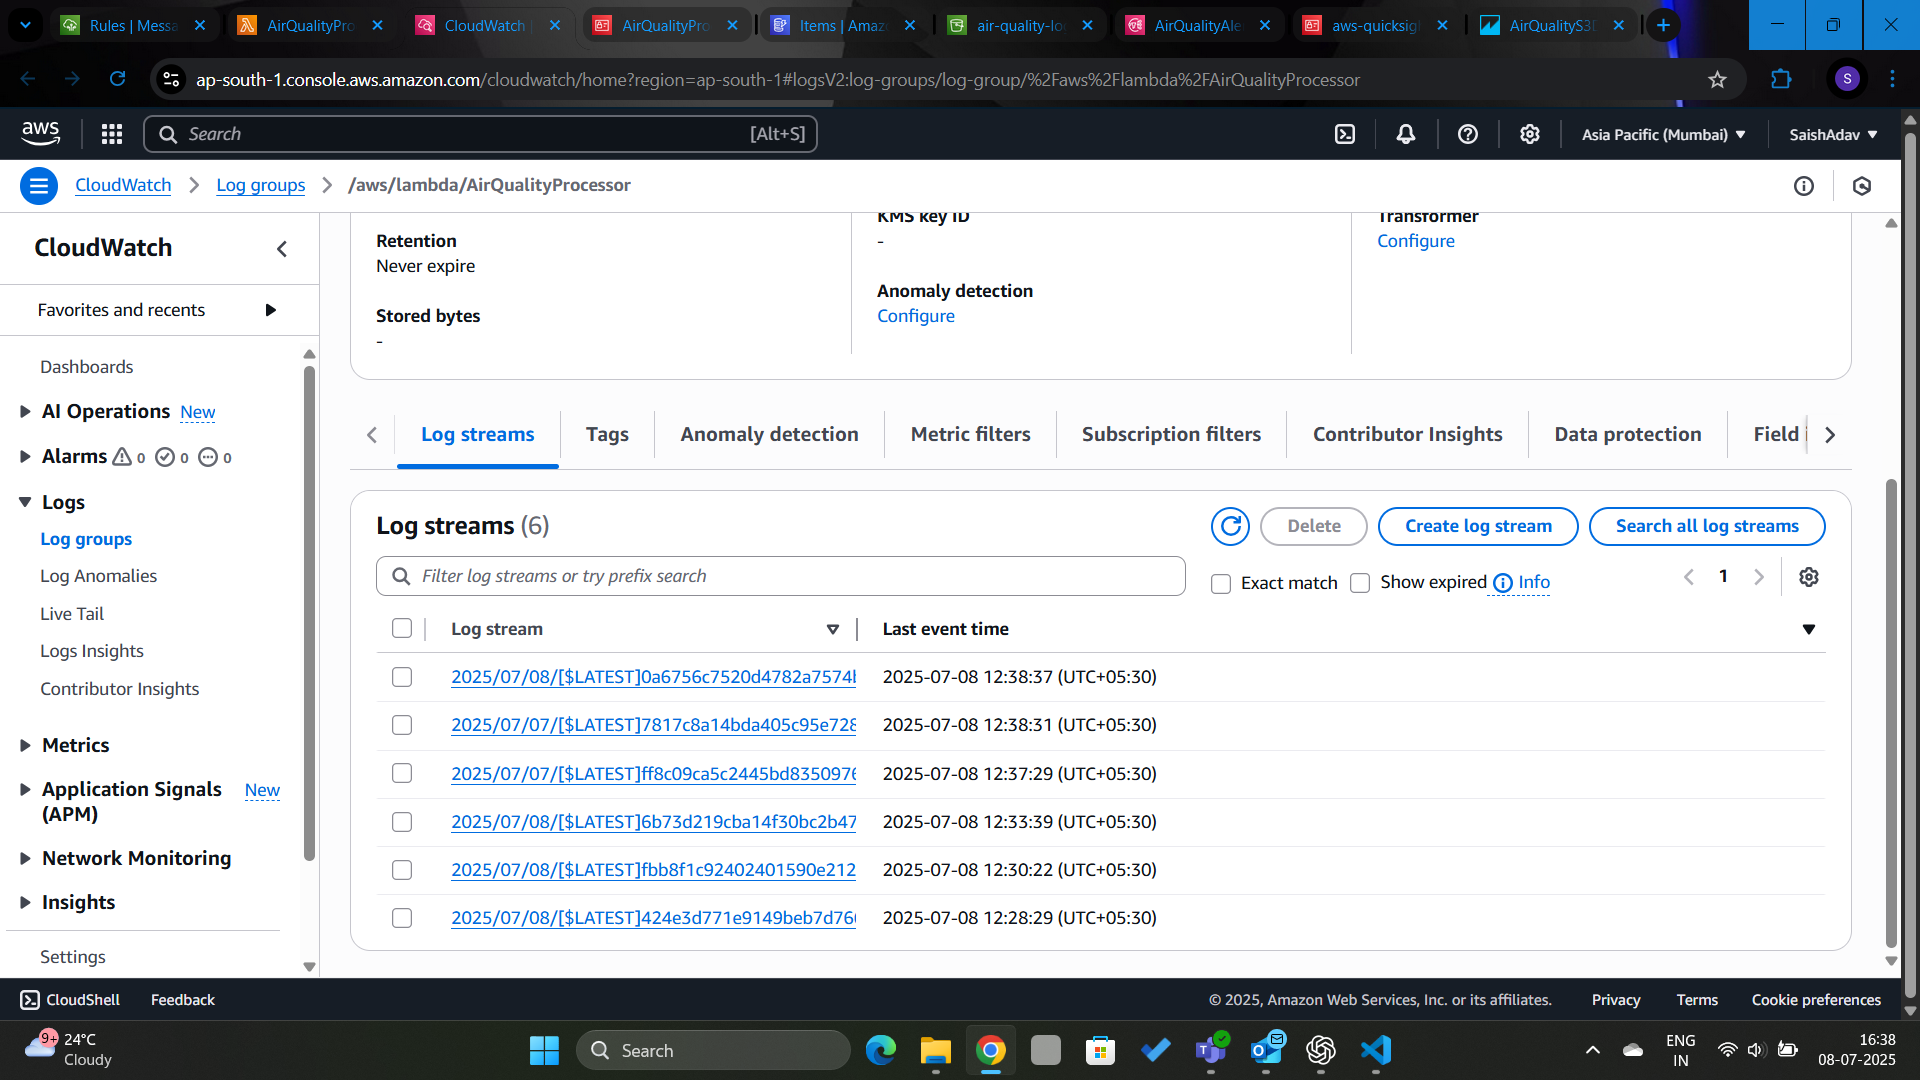 Rules | Messa
AirQualityPro
CloudWatch
AirQualityPro
Items | Amaz
air-quality-lo
AirQualityAle
aws-quicksigh
AirQualityS3
ap-south-1.console.aws.amazon.com/cloudwatch/home?region=ap-south-1#logsV2:log-groups/log-group/%2Faws%2Flambda%2FAirQualityProcessor
S
aws
Search
[Alt+S]
Asia Pacific (Mumbai)
SaishAdav
CloudWatch
Log groups
/aws/lambda/AirQualityProcessor
CloudWatch
Favorites and recents
Dashboards
AI Operations New
Alarms 0 0 0
Logs
Log groups
Log Anomalies
Live Tail
Logs Insights
Contributor Insights
Metrics
Application Signals New
(APM)
Network Monitoring
Insights
Settings
Retention
Never expire
Stored bytes
-
KMS key ID
-
Anomaly detection
Configure
Transformer
Configure
Log streams
Tags
Anomaly detection
Metric filters
Subscription filters
Contributor Insights
Data protection
Field
Log streams (6)
Delete
Create log stream
Search all log streams
Filter log streams or try prefix search
Exact match
Show expired
Info
1
Log stream
Last event time
2025/07/08/[$LATEST]0a6756c7520d4782a7574b
2025-07-08 12:38:37 (UTC+05:30)
2025/07/07/[$LATEST]7817c8a14bda405c95e728
2025-07-08 12:38:31 (UTC+05:30)
2025/07/07/[$LATEST]ff8c09ca5c2445bd8350976
2025-07-08 12:37:29 (UTC+05:30)
2025/07/08/[$LATEST]6b73d219cba14f30bc2b47
2025-07-08 12:33:39 (UTC+05:30)
2025/07/08/[$LATEST]fbb8f1c92402401590e212
2025-07-08 12:30:22 (UTC+05:30)
2025/07/08/[$LATEST]424e3d771e9149beb7d760
2025-07-08 12:28:29 (UTC+05:30)
CloudShell
Feedback
© 2025, Amazon Web Services, Inc. or its affiliates.
Privacy
Terms
Cookie preferences
9+
24°C
Cloudy
Search
ENG
IN
16:38
08-07-2025